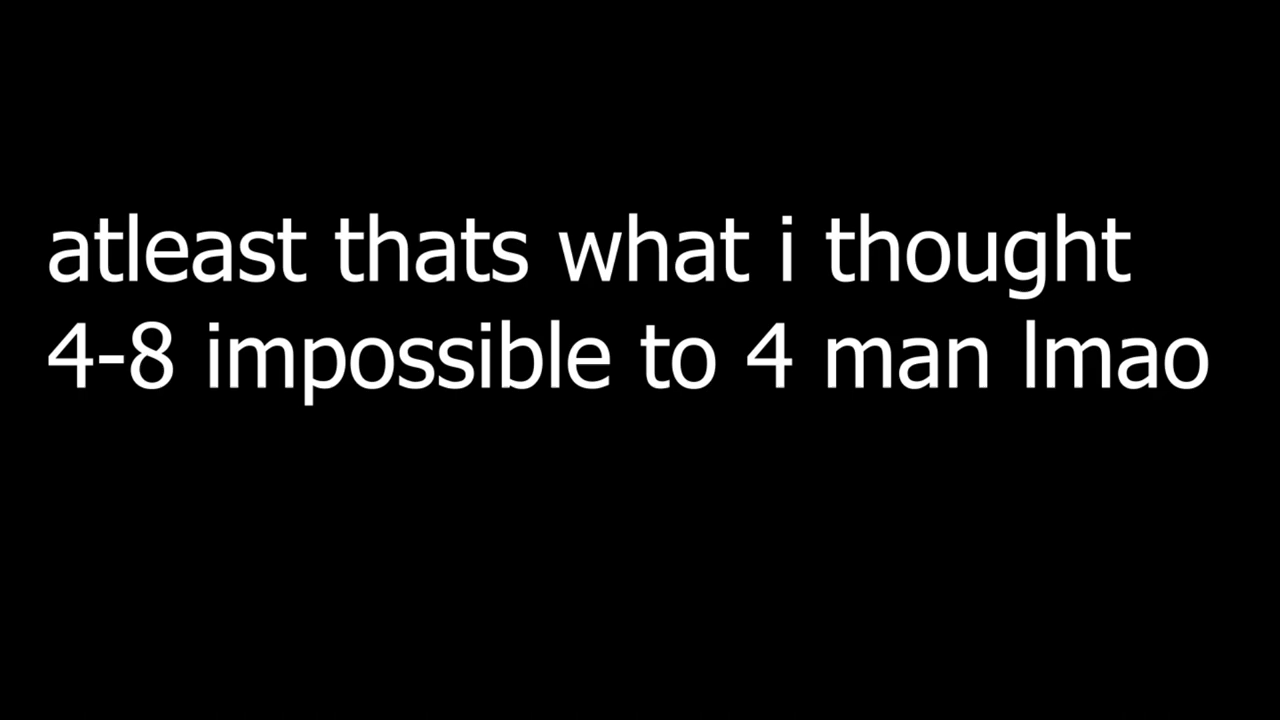 atleast thats what i thought
4-8 impossible to 4 man lmao